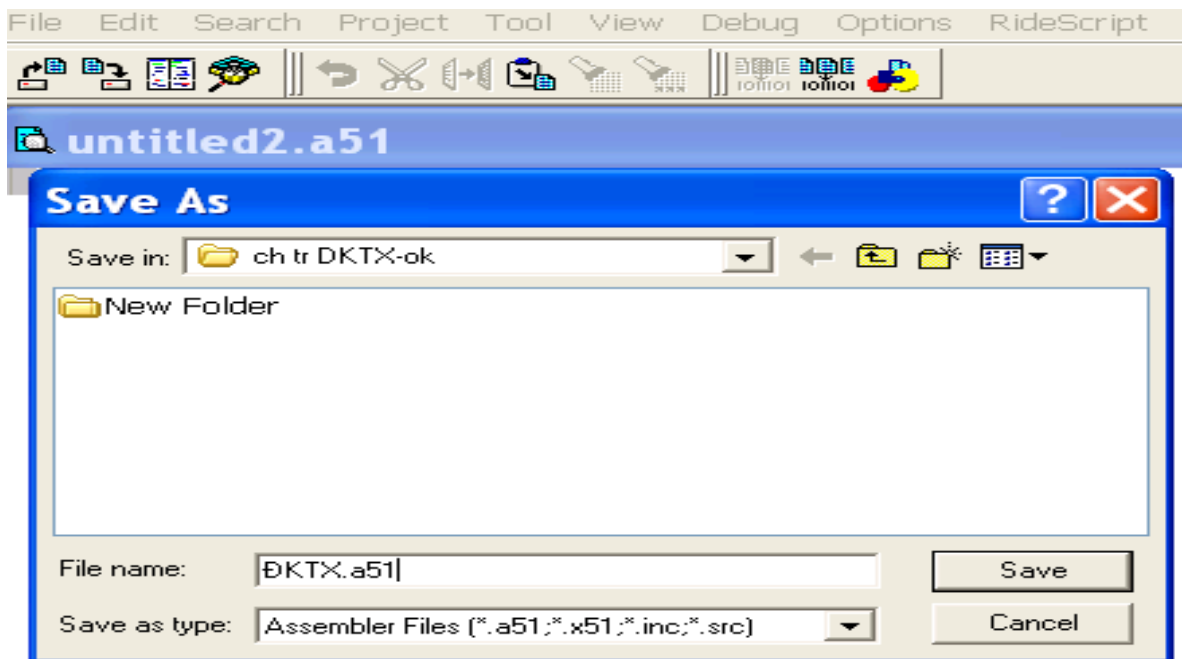 File Edit Search Project Tool View Debug Options RideScript
untitled2.a51
Save As
Save in: ch tr DKTX-ok
New Folder
File name: ĐKTX.a51 Save
Save as type: Assembler Files (*.a51;*.x51;*.inc;*.src) Cancel